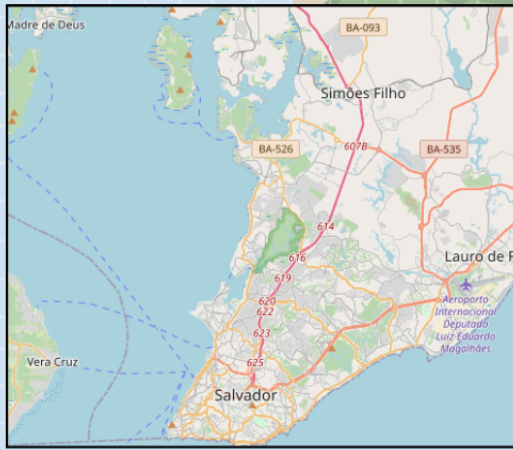 Madre de Deus
BA-093
Simões Filho
BA-526
607B
BA-535
614
616
Lauro de F
619
620
622
Aeroporto
Internacional
Deputado
Luiz Eduardo
Magalhães
623
Vera Cruz
625
Salvador